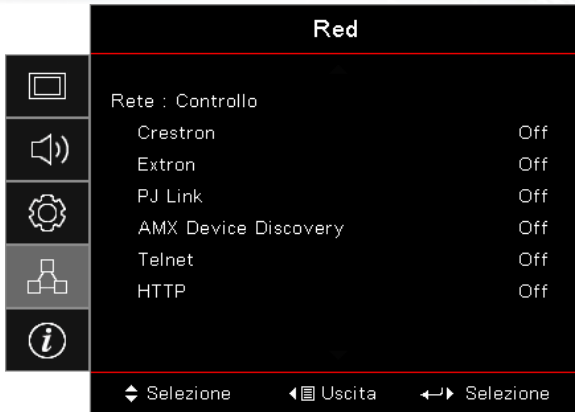 Red
Rete : Controllo
Crestron Off
Extron Off
PJ Link Off
AMX Device Discovery Off
Telnet Off
HTTP Off
Selezione Uscita Selezione